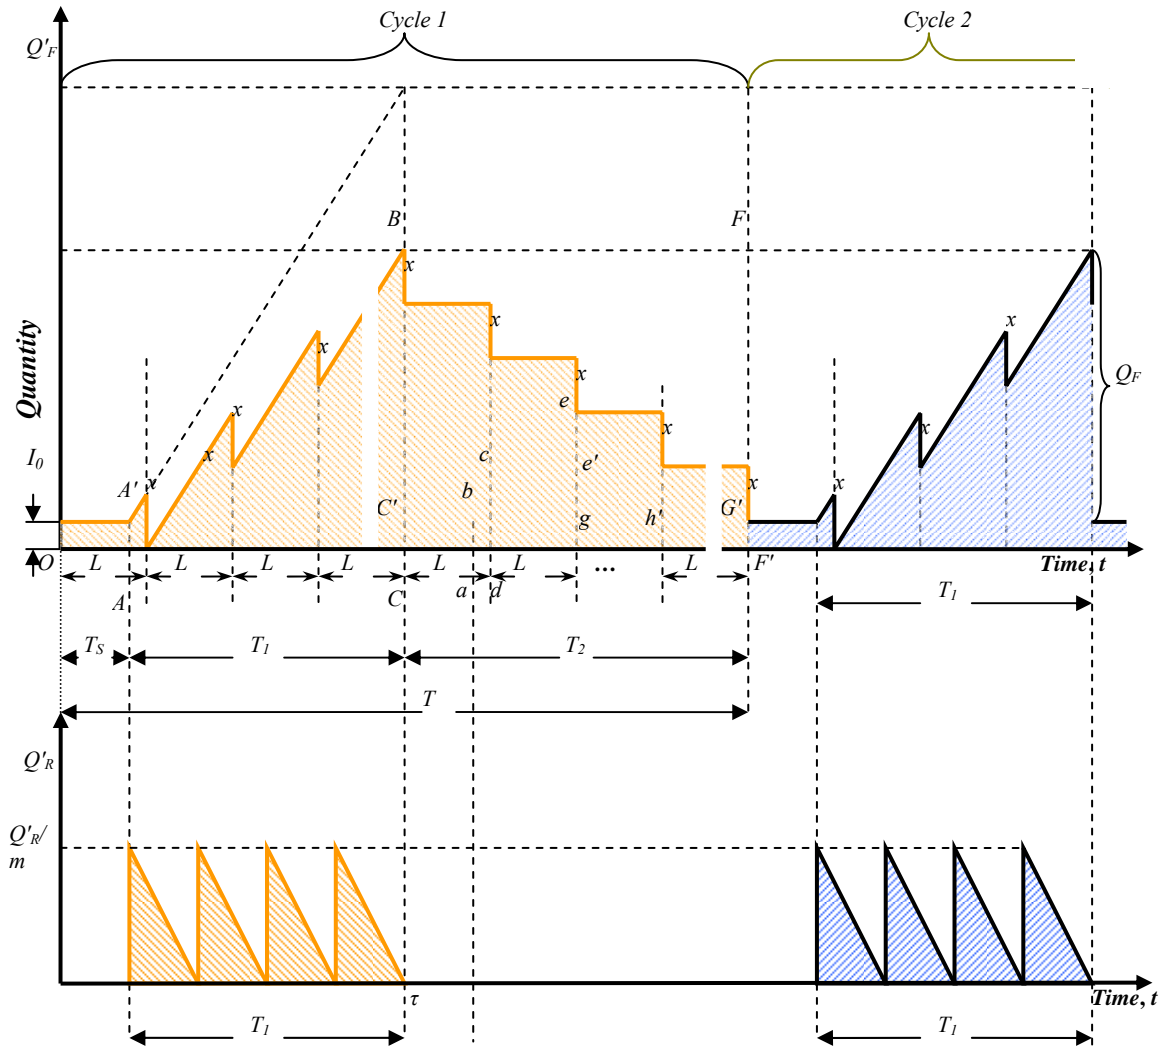 Cycle 1
Cycle 2
Q'F
B
F
x
x
x
x
x
Quantity
e
QF
x
x
x
I0
x
c
e'
A'
x
b
C'
g
h'
G'
x
x
O
L
L
L
L
L
L
...
L
F'
Time, t
A
C
a
d
T1
TS
T1
T2
T
Q'R
Q'R/
m
τ
Time, t
T1
T1